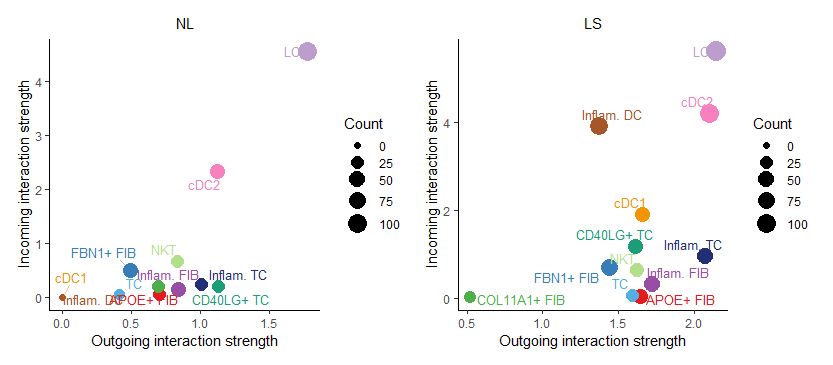 NL
LS
Incoming interaction strength
4
3
2
1
0
LC
cDC2
NKT
FBN1+ FIB
cDC1
TC
Inflam. FIB
Inflam. TC
Inflam. DC
APOE+ FIB
CD40LG+ TC
0.0
0.5
1.0
1.5
Outgoing interaction strength
Count
0
25
50
75
100
Incoming interaction strength
4
2
0
LC
cDC2
Inflam. DC
cDC1
CD40LG+ TC
Inflam. TC
NKT
FBN1+ FIB
Inflam. FIB
TC
COL11A1+ FIB
APOE+ FIB
0.5
1.0
1.5
2.0
Outgoing interaction strength
Count
0
25
50
75
100